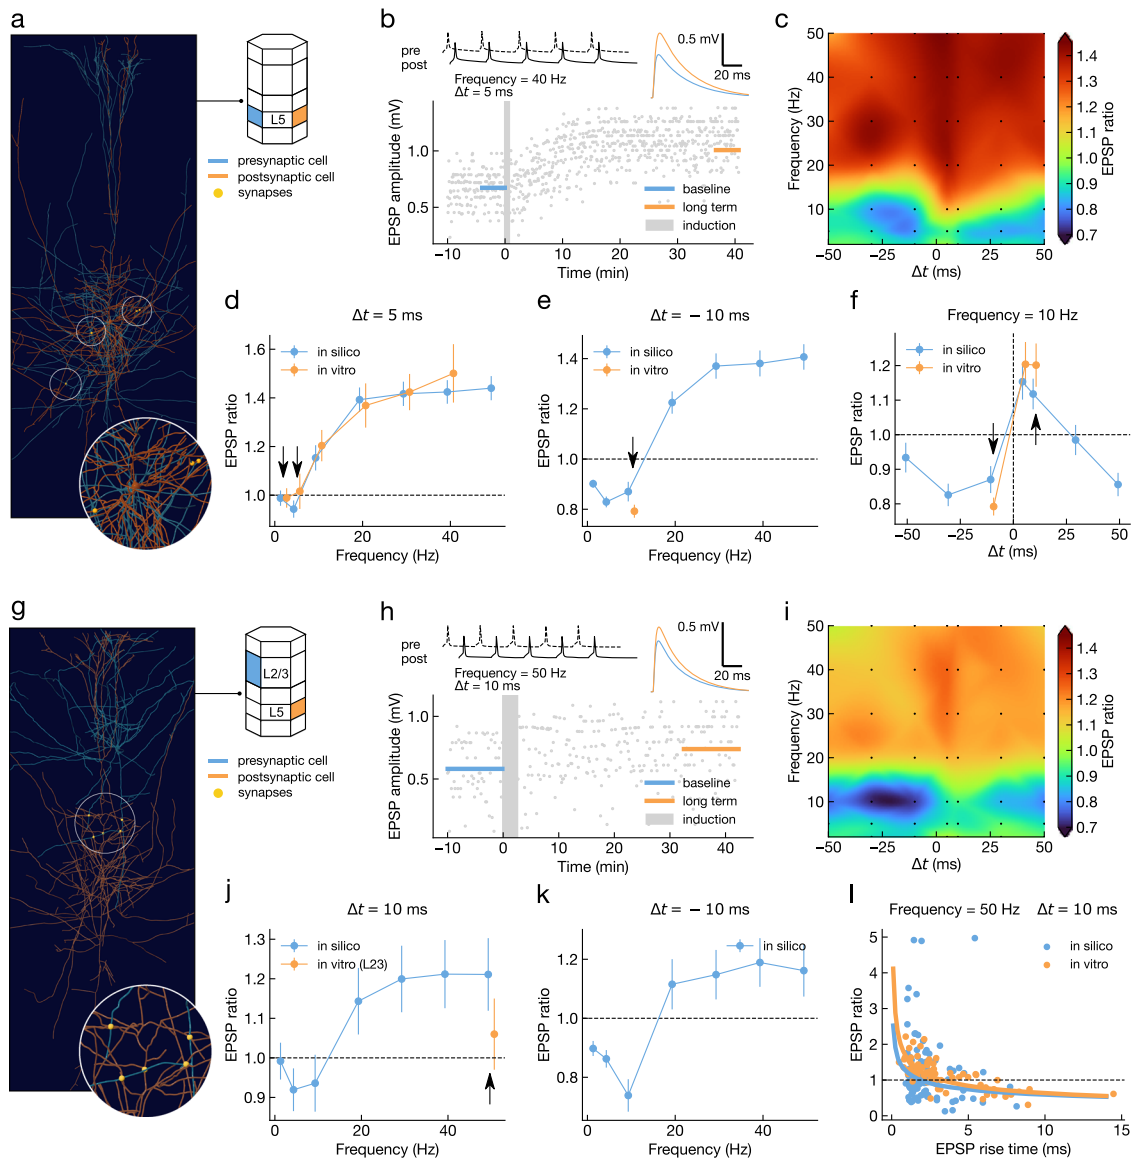 a
L5
presynaptic cell
postsynaptic cell
synapses
b
pre
post
Frequency = 40 Hz
Δt = 5 ms
0.5 mV
20 ms
EPSP amplitude (mV)
1.0
0.5
baseline
long term
induction
−10 0 10 20 30 40
Time (min)
c
Frequency (Hz)
50
40
30
20
10
−50 −25 0 25 50
Δt (ms)
1.4
1.3
1.2
1.1
1.0
0.9
0.8
0.7
EPSP ratio
d
Δt = 5 ms
in silico
in vitro
EPSP ratio
1.6
1.4
1.2
1.0
0 20 40
Frequency (Hz)
e
Δt = − 10 ms
in silico
in vitro
EPSP ratio
1.4
1.2
1.0
0.8
0 20 40
Frequency (Hz)
f
Frequency = 10 Hz
in silico
in vitro
EPSP ratio
1.2
1.1
1.0
0.9
0.8
−50 −25 0 25 50
Δt (ms)
g
L2/3
L5
presynaptic cell
postsynaptic cell
synapses
h
pre
post
Frequency = 50 Hz
Δt = 10 ms
0.5 mV
20 ms
EPSP amplitude (mV)
1.0
0.5
baseline
long term
induction
−10 0 10 20 30 40
Time (min)
i
Frequency (Hz)
50
40
30
20
10
−50 −25 0 25 50
Δt (ms)
1.4
1.3
1.2
1.1
1.0
0.9
0.8
0.7
EPSP ratio
j
Δt = 10 ms
in silico
in vitro (L23)
EPSP ratio
1.3
1.2
1.1
1.0
0.9
0 20 40
Frequency (Hz)
k
Δt = − 10 ms
in silico
EPSP ratio
1.2
1.0
0.8
0 20 40
Frequency (Hz)
l
Frequency = 50 Hz Δt = 10 ms
in silico
in vitro
EPSP ratio
5
4
3
2
1
0
0 5 10 15
EPSP rise time (ms)